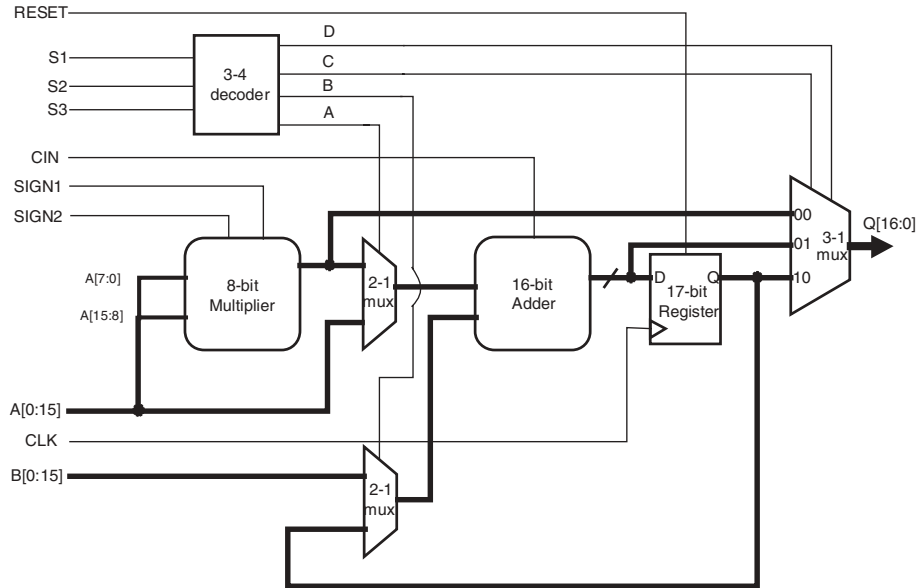 RESET
D
S1
3-4
decoder
C
S2
B
S3
A
CIN
SIGN1
SIGN2
00
Q[16:0]
01
3-1
mux
10
A[7:0]
8-bit
Multiplier
2-1
mux
16-bit
Adder
D
Q
17-bit
Register
A[15:8]
A[0:15]
CLK
B[0:15]
2-1
mux